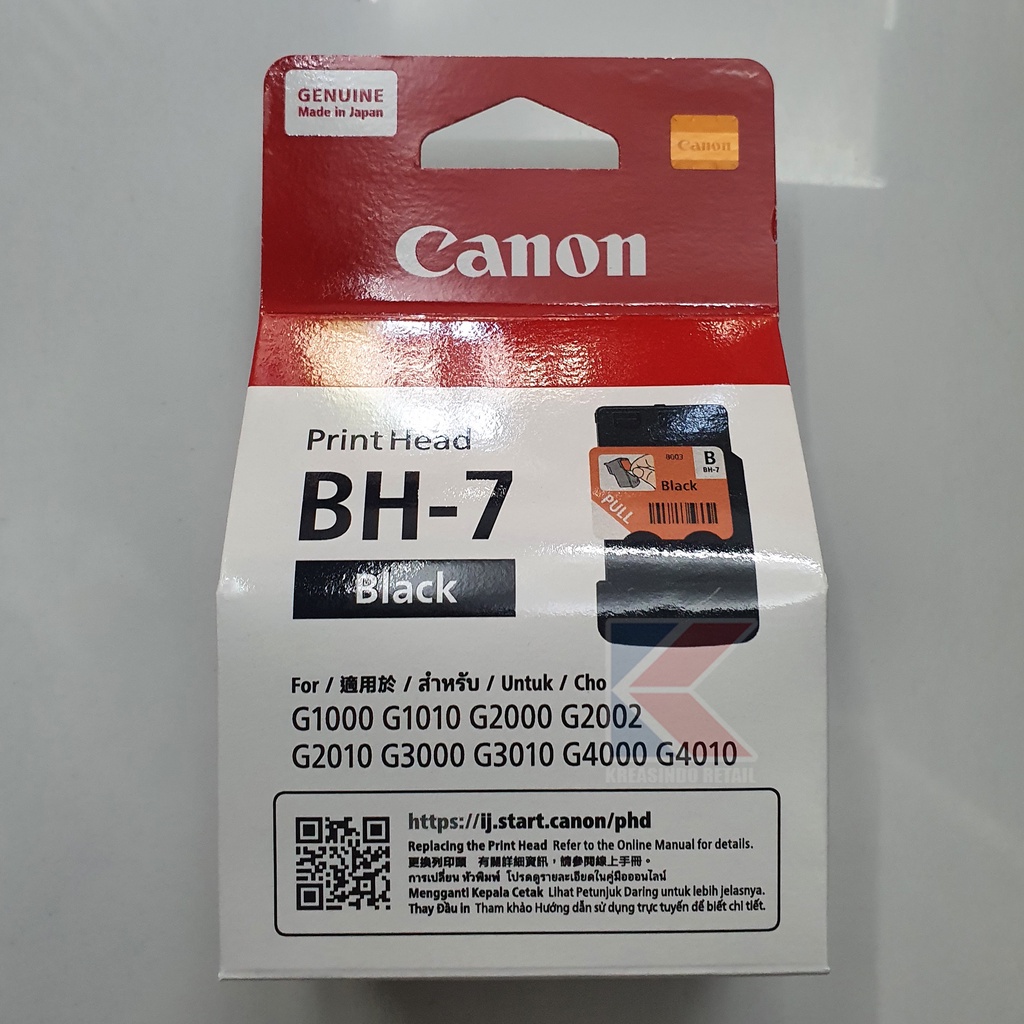 GENUINE
Made in Japan
Canon
Canon
Print Head
BH-7
Black
8003
B
BH-7
Black
PULL
For / 適用於 / สำหรับ / Untuk / Cho
G1000 G1010 G2000 G2002
G2010 G3000 G3010 G4000 G4010
KREASINDO RETAIL
https://ij.start.canon/phd
Replacing the Print Head Refer to the Online Manual for details.
更換列印頭 有關詳細資訊，請參閱線上手冊。
การเปลี่ยน หัวพิมพ์ โปรดดูรายละเอียดในคู่มือออนไลน์
Mengganti Kepala Cetak Lihat Petunjuk Daring untuk lebih jelasnya.
Thay Đầu in Tham khảo Hướng dẫn sử dụng trực tuyến để biết chi tiết.